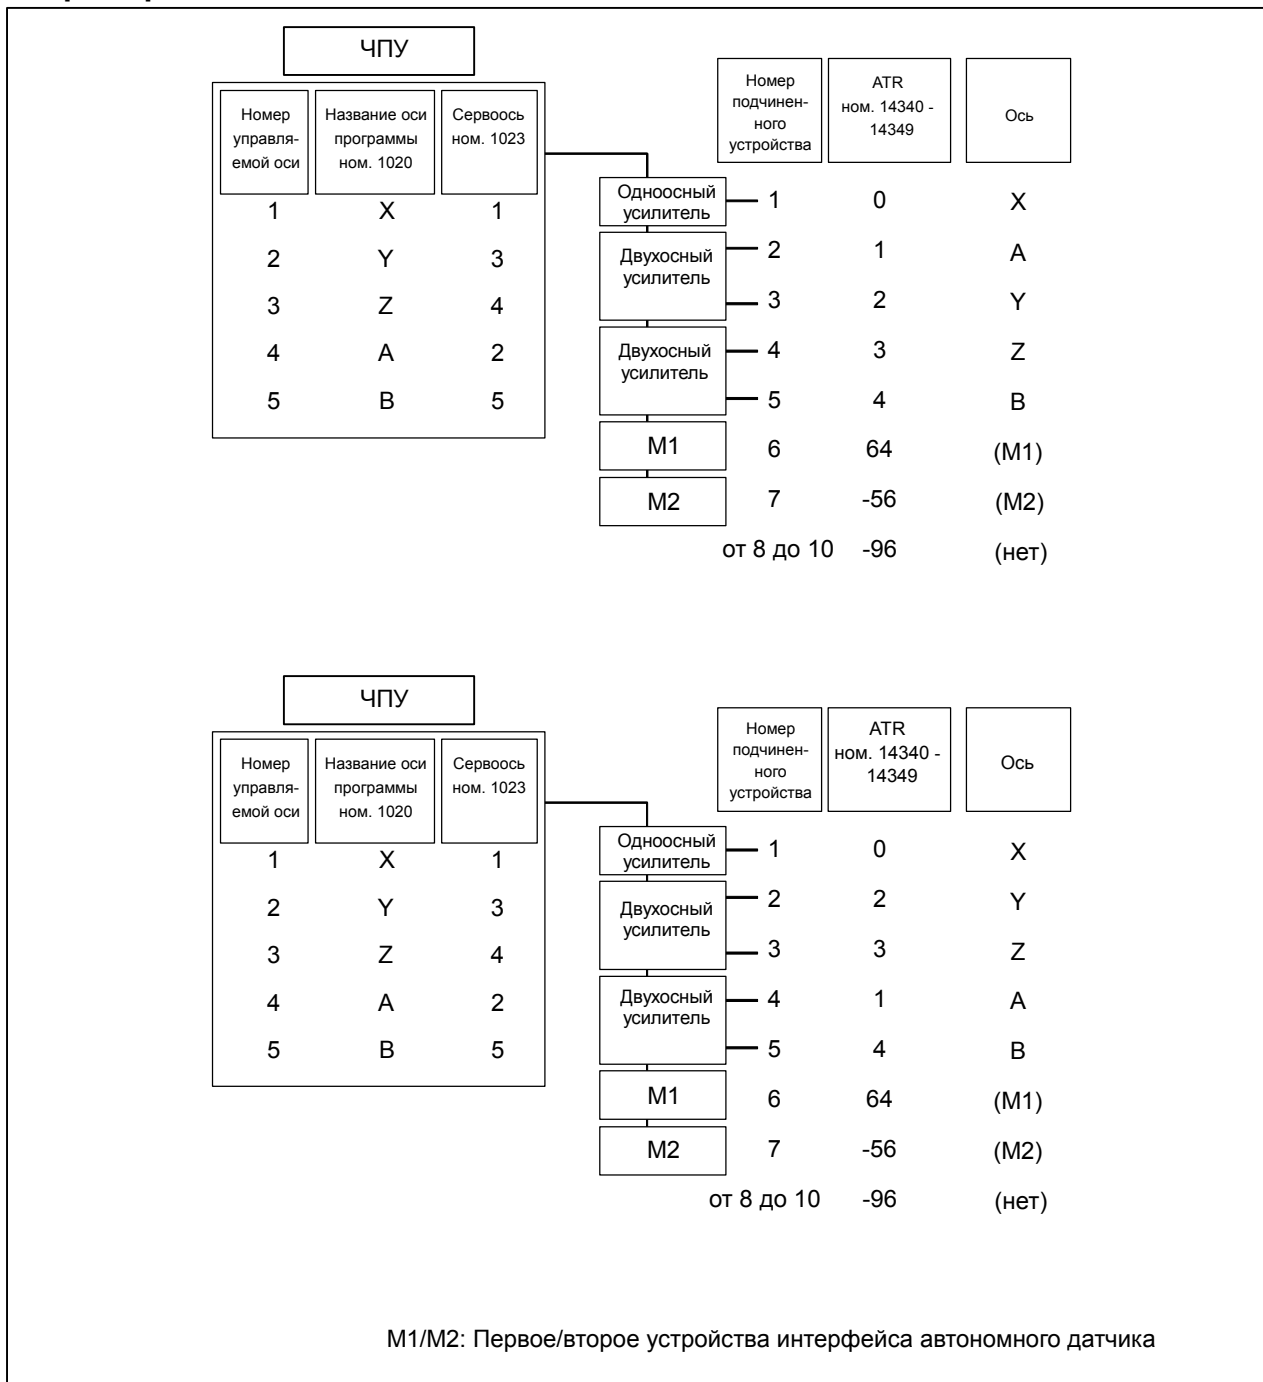 ЧПУ
Номер управля-емой оси
Название оси программы ном. 1020
Сервоось ном. 1023
Номер подчинен-ного устройства
ATR ном. 14340 - 14349
Ось
1 X 1
2 Y 3
3 Z 4
4 A 2
5 B 5
Одноосный усилитель
1 0 X
Двухосный усилитель
2 1 A
3 2 Y
Двухосный усилитель
4 3 Z
5 4 B
M1 6 64 (M1)
M2 7 -56 (M2)
от 8 до 10 -96 (нет)
ЧПУ
Номер управля-емой оси
Название оси программы ном. 1020
Сервоось ном. 1023
Номер подчинен-ного устройства
ATR ном. 14340 - 14349
Ось
1 X 1
2 Y 3
3 Z 4
4 A 2
5 B 5
Одноосный усилитель
1 0 X
Двухосный усилитель
2 2 Y
3 3 Z
Двухосный усилитель
4 1 A
5 4 B
M1 6 64 (M1)
M2 7 -56 (M2)
от 8 до 10 -96 (нет)
M1/M2: Первое/второе устройства интерфейса автономного датчика